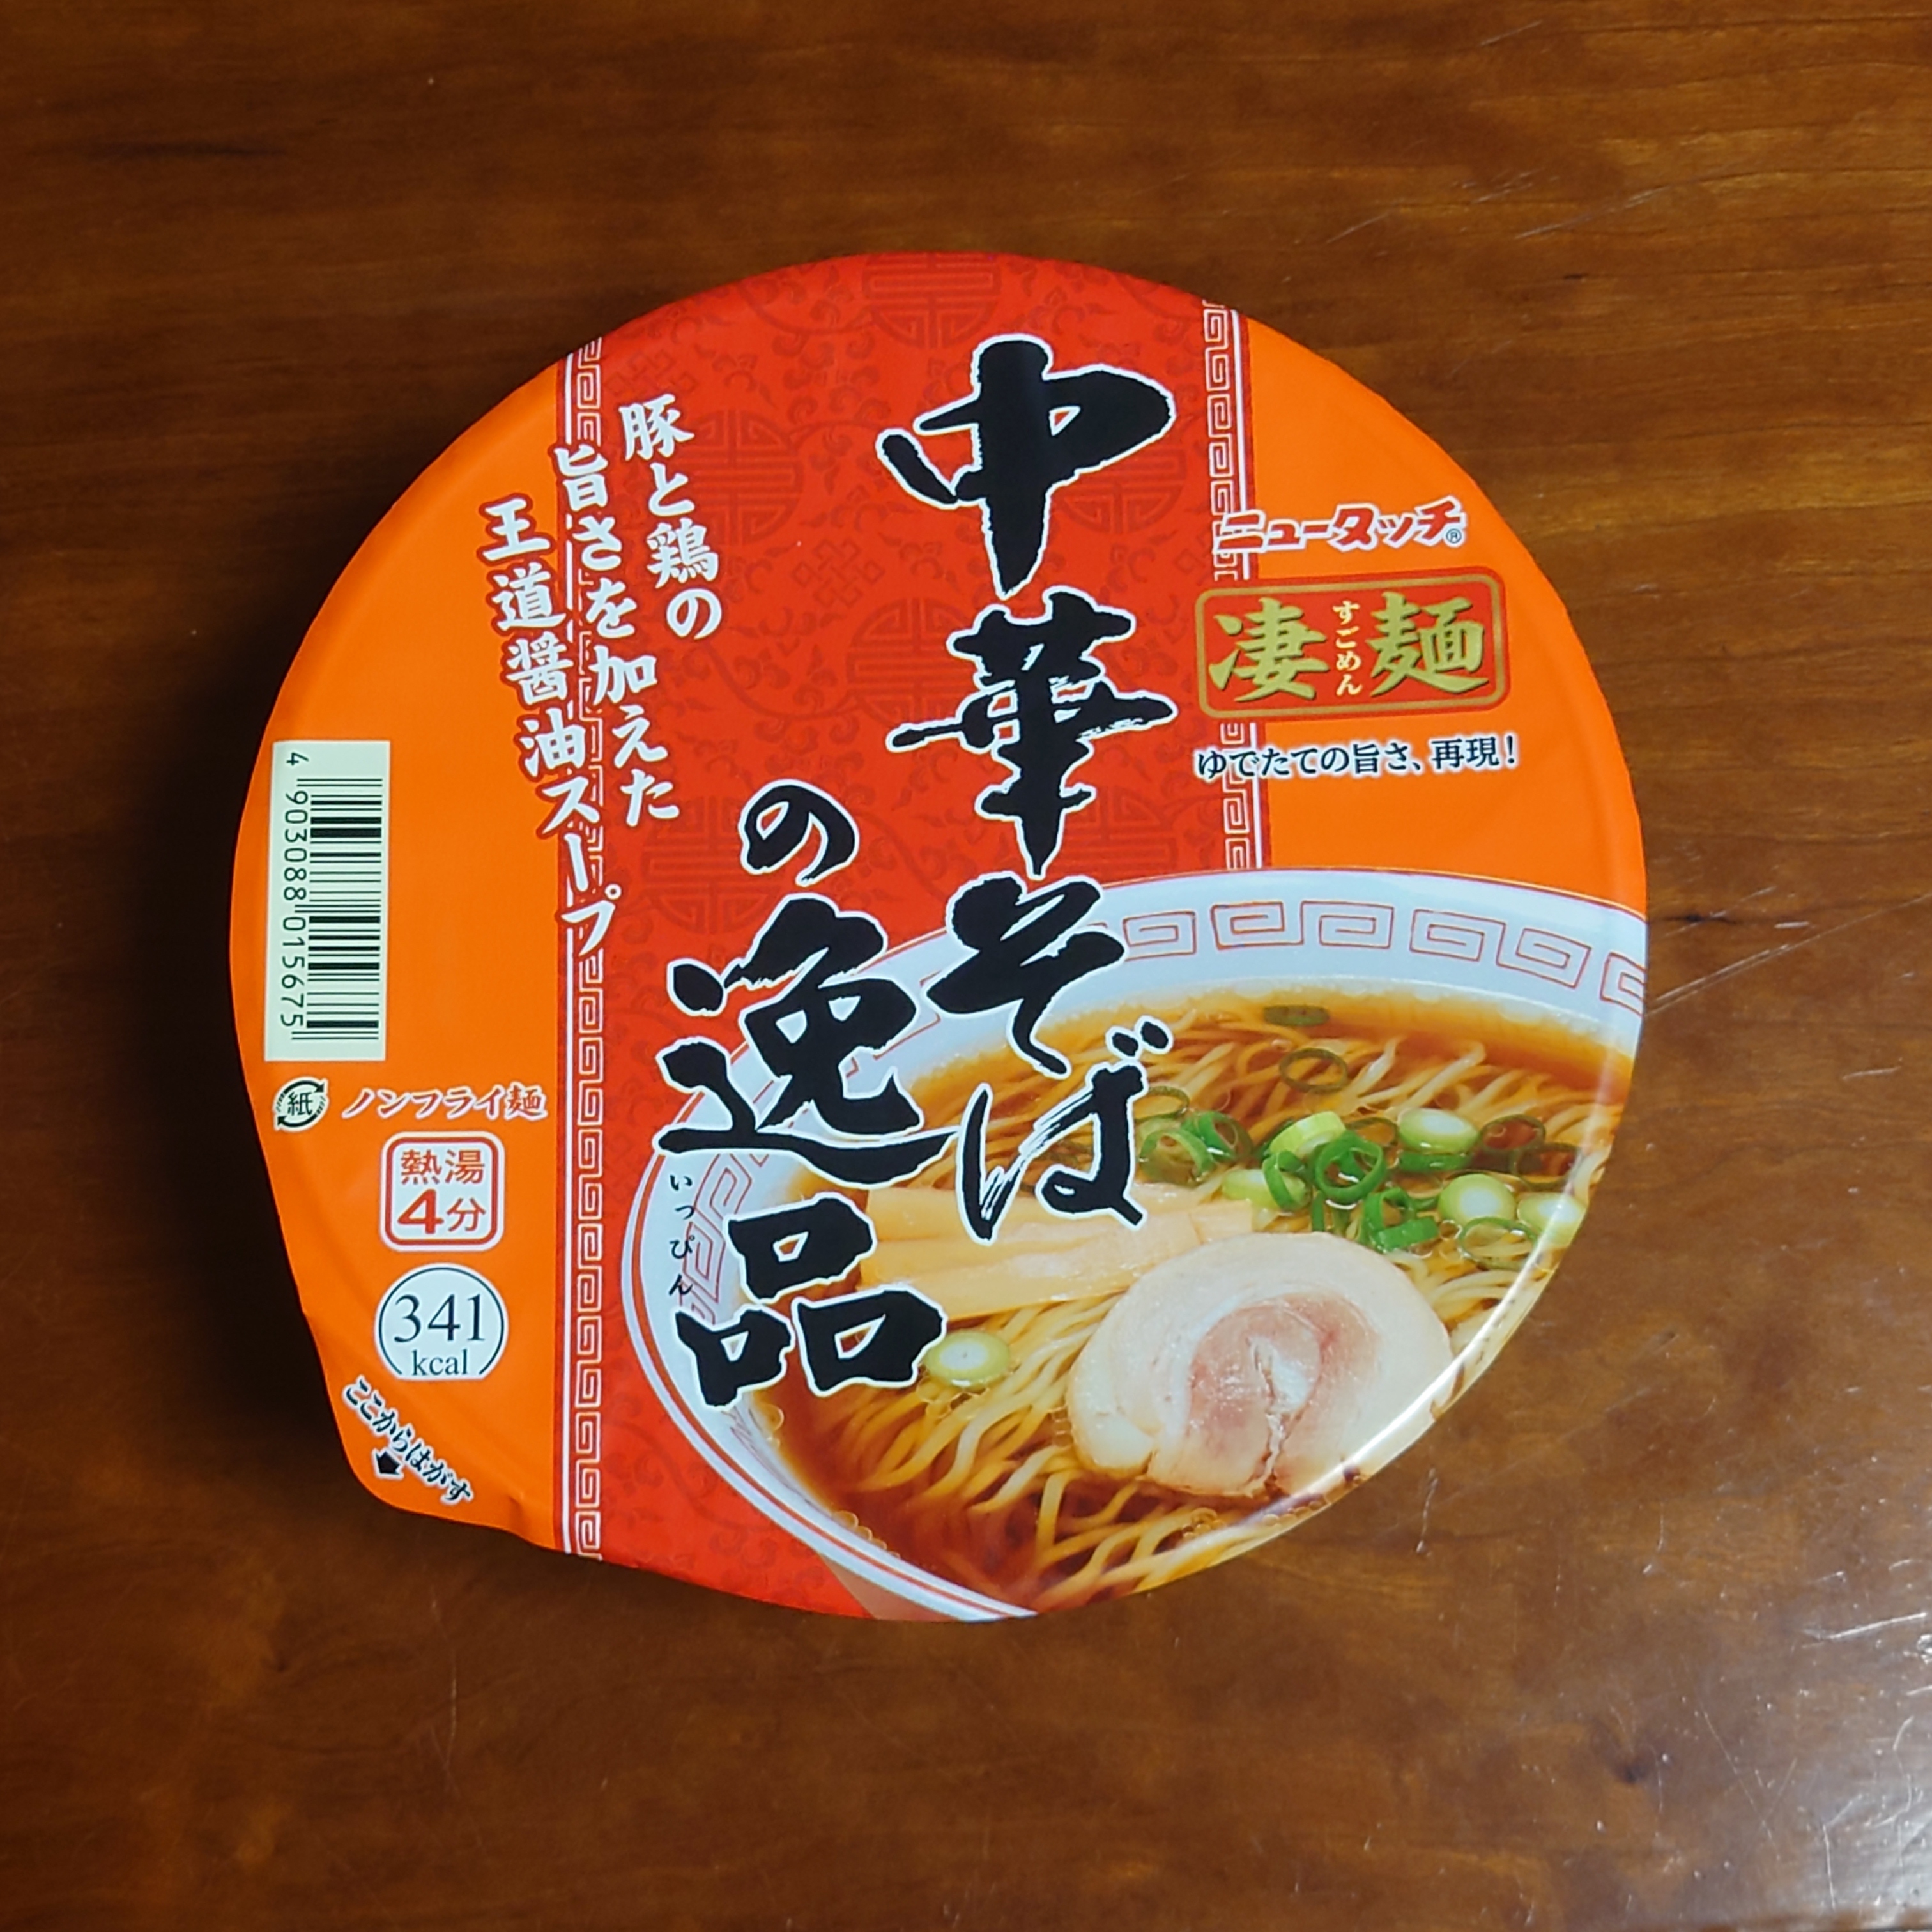 中華そば
の逸品
いっぴん
ニュータッチ®
凄麺
すごめん
ゆでたての旨さ、再現！
豚と鶏の
旨さを加えた
王道醤油スープ
4 903088 015675
紙
ノンフライ麺
熱湯
4分
341
kcal
ここからはがす